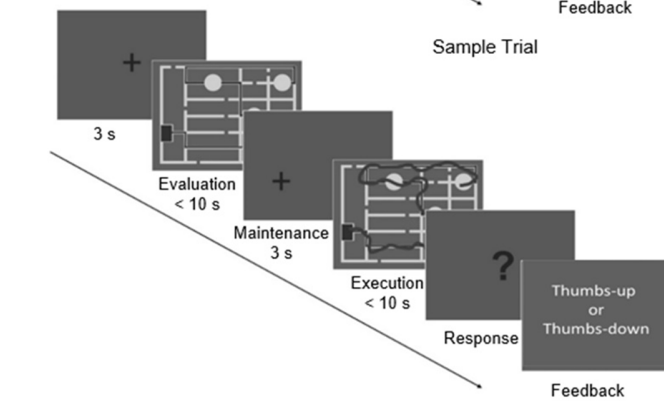 Feedback
Sample Trial
3 s
Evaluation
< 10 s
Maintenance
3 s
Execution
< 10 s
?
Response
Thumbs-up
or
Thumbs-down
Feedback